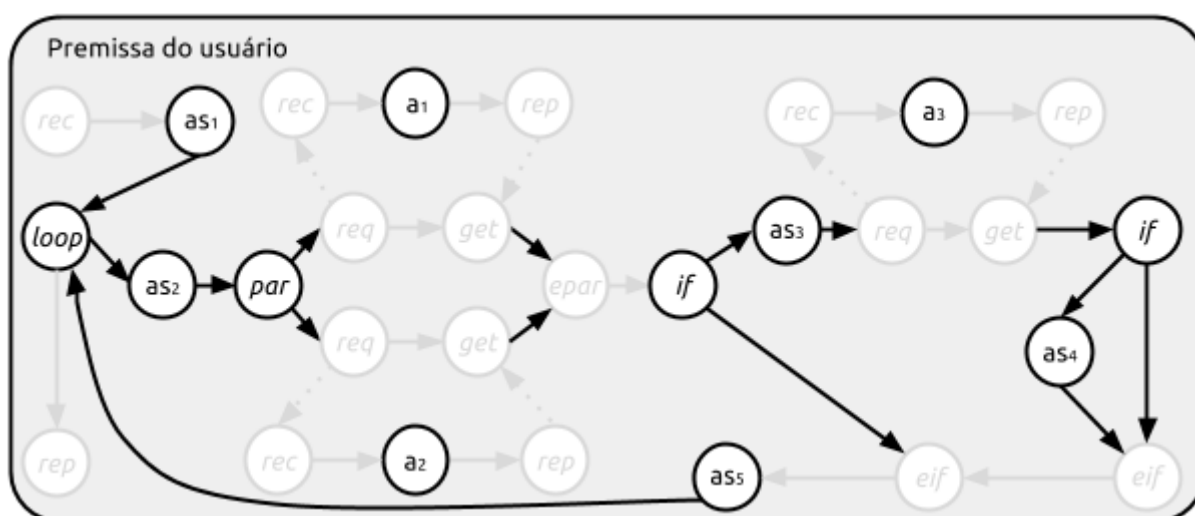 Premissa do usuário
rec as₁ rec a₁ rep rec a₃ rep
loop as₂ par req get epar if as₃ req get if
req get as₄
rep rec a₂ rep as₅ eif eif